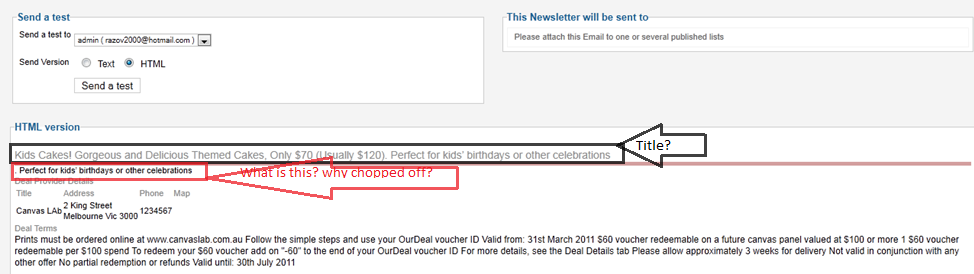 Send a test
This Newsletter will be sent to
Send a test to admin ( razov2000@hotmail.com )
Please attach this Email to one or several published lists
Send Version Text HTML
Send a test
HTML version
Title?
Kids Cakes! Gorgeous and Delicious Themed Cakes, Only $70 (Usually $120). Perfect for kids' birthdays or other celebrations
. Perfect for kids' birthdays or other celebrations
What is this? why chopped off?
Deal Provider Details
Title Address Phone Map
Canvas LAb 2 King Street
Melbourne Vic 3000 1234567
Deal Terms
Prints must be ordered online at www.canvaslab.com.au Follow the simple steps and use your OurDeal voucher ID Valid from: 31st March 2011 $60 voucher redeemable on a future canvas panel valued at $100 or more 1 $60 voucher
redeemable per $100 spend To redeem your $60 voucher add on "-60" to the end of your OurDeal voucher ID For more details, see the Deal Details tab Please allow approximately 3 weeks for delivery Not valid in conjunction with any
other offer No partial redemption or refunds Valid until: 30th July 2011